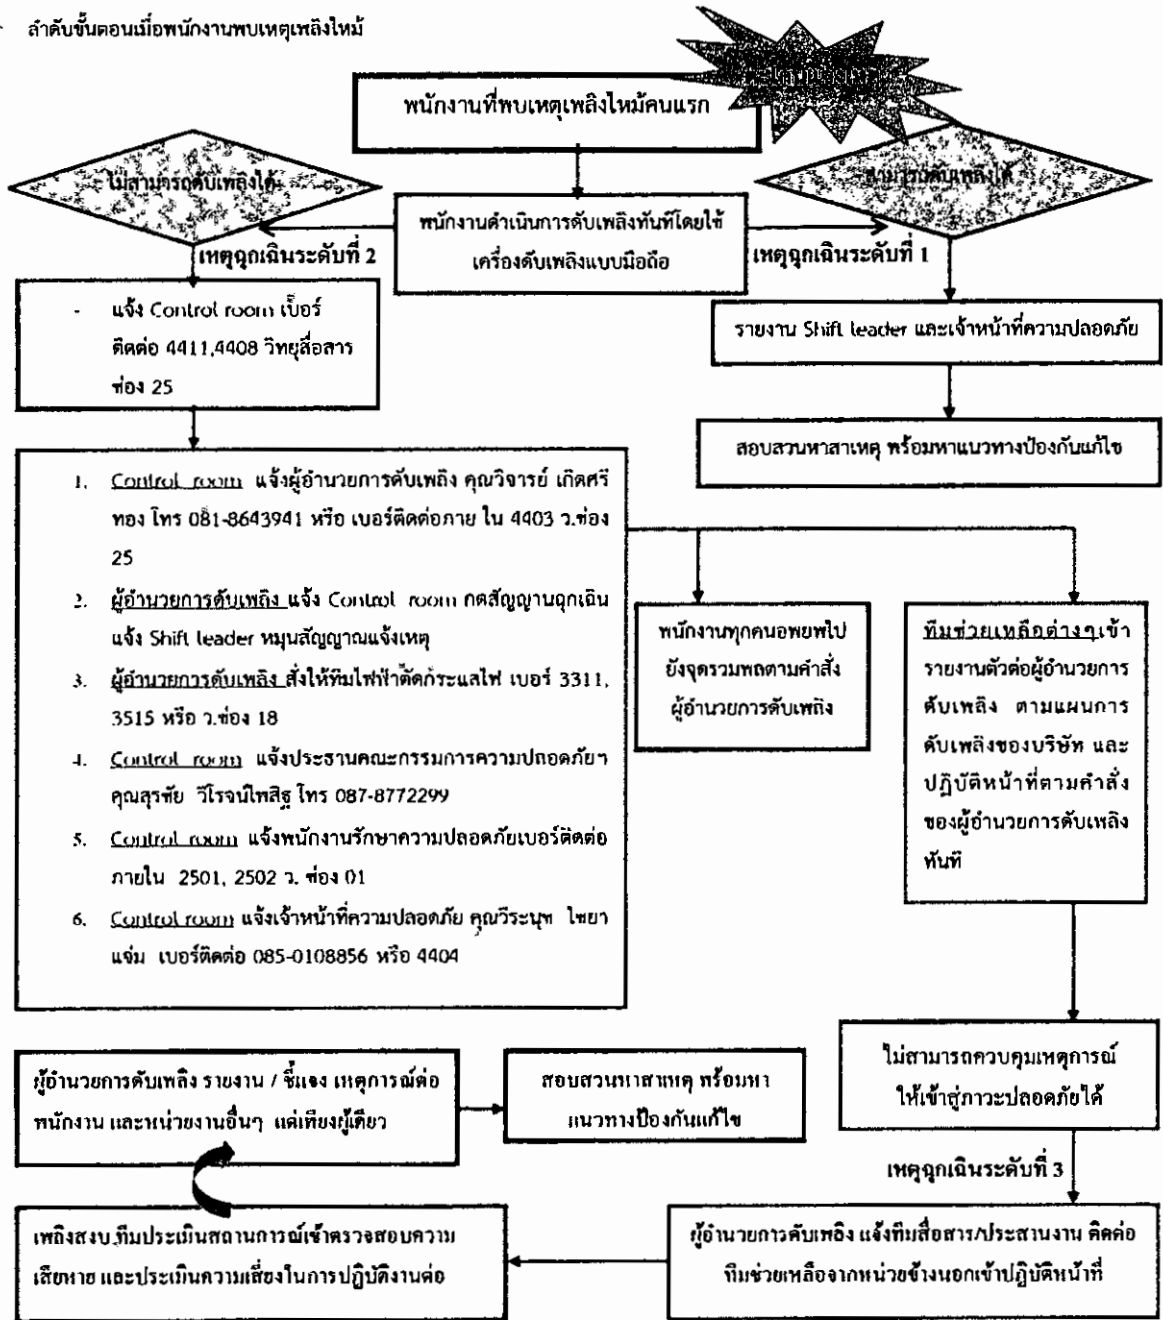 ลำดับขั้นตอนเมื่อพนักงานพบเหตุเพลิงไหม้
พนักงานที่พบเหตุเพลิงไหม้คนแรก
ไม่สามารถดับเพลิงได้
สามารถดับเพลิงได้
พนักงานดำเนินการดับเพลิงทันทีโดยใช้
เครื่องดับเพลิงแบบมือถือ
เหตุฉุกเฉินระดับที่ 2
เหตุฉุกเฉินระดับที่ 1
- แจ้ง Control room เบอร์
ติดต่อ 4411,4408 วิทยุสื่อสาร
ช่อง 25
รายงาน Shift leader และเจ้าหน้าที่ความปลอดภัย
สอบสวนหาสาเหตุ พร้อมหาแนวทางป้องกันแก้ไข
1. Control room แจ้งผู้อำนวยการดับเพลิง คุณวิจารย์ เกิดศรี
ทอง โทร 081-8643941 หรือ เบอร์ติดต่อภาย ใน 4403 ว.ช่อง
25
2. ผู้อำนวยการดับเพลิง แจ้ง Control room กดสัญญานฉุกเฉิน
แจ้ง Shift leader หมุนสัญญาณแจ้งเหตุ
3. ผู้อำนวยการดับเพลิง สั่งให้ทีมไฟฟ้าตัดกระแสไฟ เบอร์ 3311,
3515 หรือ ว.ช่อง 18
4. Control room แจ้งประธานคณะกรรมการความปลอดภัยฯ
คุณสุรชัย วิโรจน์ไพสิฐ โทร 087-8772299
5. Control room แจ้งพนักงานรักษาความปลอดภัยเบอร์ติดต่อ
ภายใน 2501, 2502 ว. ช่อง 01
6. Control room แจ้งเจ้าหน้าที่ความปลอดภัย คุณวีระนุช ไชยา
แจ่ม เบอร์ติดต่อ 085-0108856 หรือ 4404
พนักงานทุกคนอพยพไป
ยังจุดรวมพลตามคำสั่ง
ผู้อำนวยการดับเพลิง
ทีมช่วยเหลือต่างๆเข้า
รายงานตัวต่อผู้อำนวยการ
ดับเพลิง ตามแผนการ
ดับเพลิงของบริษัท และ
ปฏิบัติหน้าที่ตามคำสั่ง
ของผู้อำนวยการดับเพลิง
ทันที
ไม่สามารถควบคุมเหตุการณ์
ให้เข้าสู่ภาวะปลอดภัยได้
เหตุฉุกเฉินระดับที่ 3
ผู้อำนวยการดับเพลิง แจ้งทีมสื่อสาร/ประสานงาน ติดต่อ
ทีมช่วยเหลือจากหน่วยข้างนอกเข้าปฏิบัติหน้าที่
เพลิงสงบ ทีมประเมินสถานการณ์เข้าตรวจสอบความ
เสียหาย และประเมินความเสี่ยงในการปฏิบัติงานต่อ
ผู้อำนวยการดับเพลิง รายงาน / ชี้แจง เหตุการณ์ต่อ
พนักงาน และหน่วยงานอื่นๆ แต่เพียงผู้เดียว
สอบสวนหาสาเหตุ พร้อมหา
แนวทางป้องกันแก้ไข